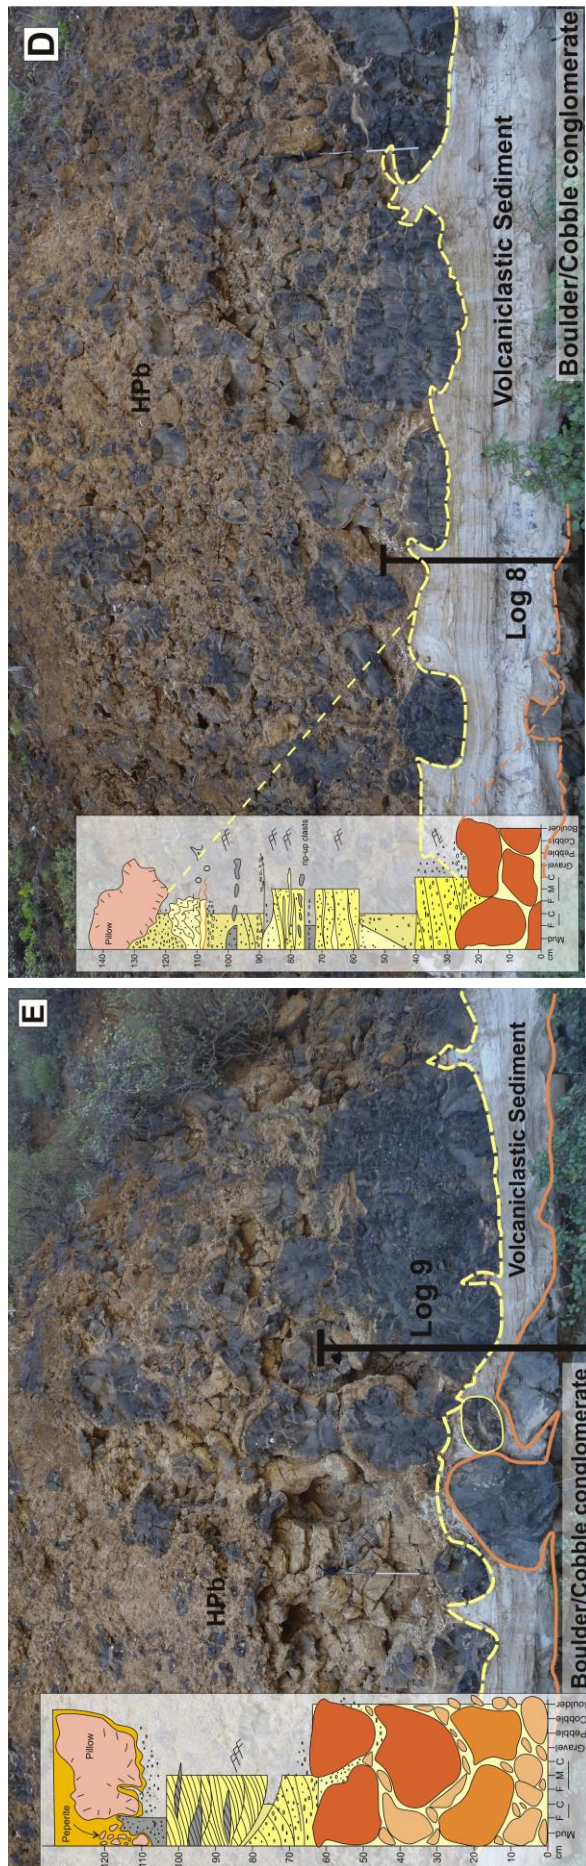 D
HPb
Pillow
rip-up clasts
140
130
120
110
100
90
80
70
60
50
40
30
20
10
cm
Mud F C F M C Gravel Pebble Cobble Boulder
Log 8
Volcaniclastic Sediment
Boulder/Cobble conglomerate
E
HPb
Peperite
Pillow
120
110
100
90
80
70
60
50
40
30
20
10
cm
Mud F C F M C Gravel Pebble Cobble Boulder
Log 9
Volcaniclastic Sediment
Boulder/Cobble conglomerate